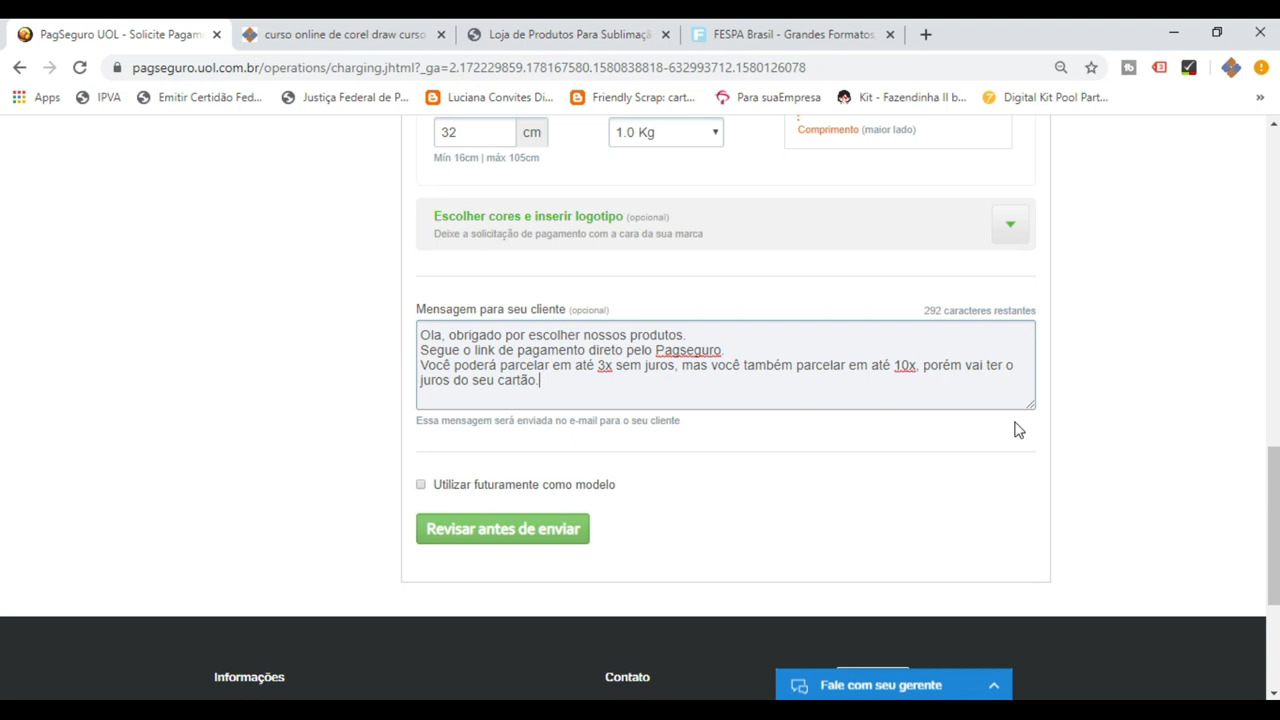 PagSeguro UOL - Solicite Pagam
curso online de corel draw curso
Loja de Produtos Para Sublimaçã
FESPA Brasil - Grandes Formatos
pagseguro.uol.com.br/operations/charging.jhtml?_ga=2.172229859.178167580.1580838818-632993712.1580126078
Apps
IPVA
Emitir Certidão Fed...
Justiça Federal de P...
Luciana Convites Di...
Friendly Scrap: cart...
Para suaEmpresa
Kit - Fazendinha II b...
Digital Kit Pool Part...
»
32 cm
1.0 Kg
Comprimento (maior lado)
Mín 16cm | máx 105cm
Escolher cores e inserir logotipo (opcional)
Deixe a solicitação de pagamento com a cara da sua marca
Mensagem para seu cliente (opcional)
292 caracteres restantes
Ola, obrigado por escolher nossos produtos.
Segue o link de pagamento direto pelo Pagseguro.
Você poderá parcelar em até 3x sem juros, mas você também parcelar em até 10x, porém vai ter o
juros do seu cartão.
Essa mensagem será enviada no e-mail para o seu cliente
Utilizar futuramente como modelo
Revisar antes de enviar
Informações
Contato
Fale com seu gerente